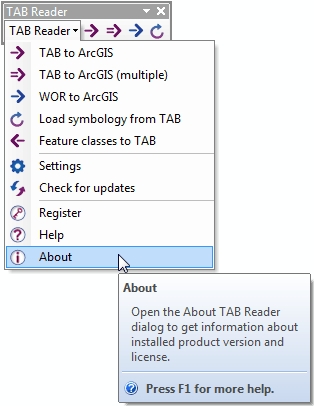 TAB Reader
TAB Reader
TAB to ArcGIS
TAB to ArcGIS (multiple)
WOR to ArcGIS
Load symbology from TAB
Feature classes to TAB
Settings
Check for updates
Register
Help
About
About
Open the About TAB Reader
dialog to get information about
installed product version and
license.
Press F1 for more help.